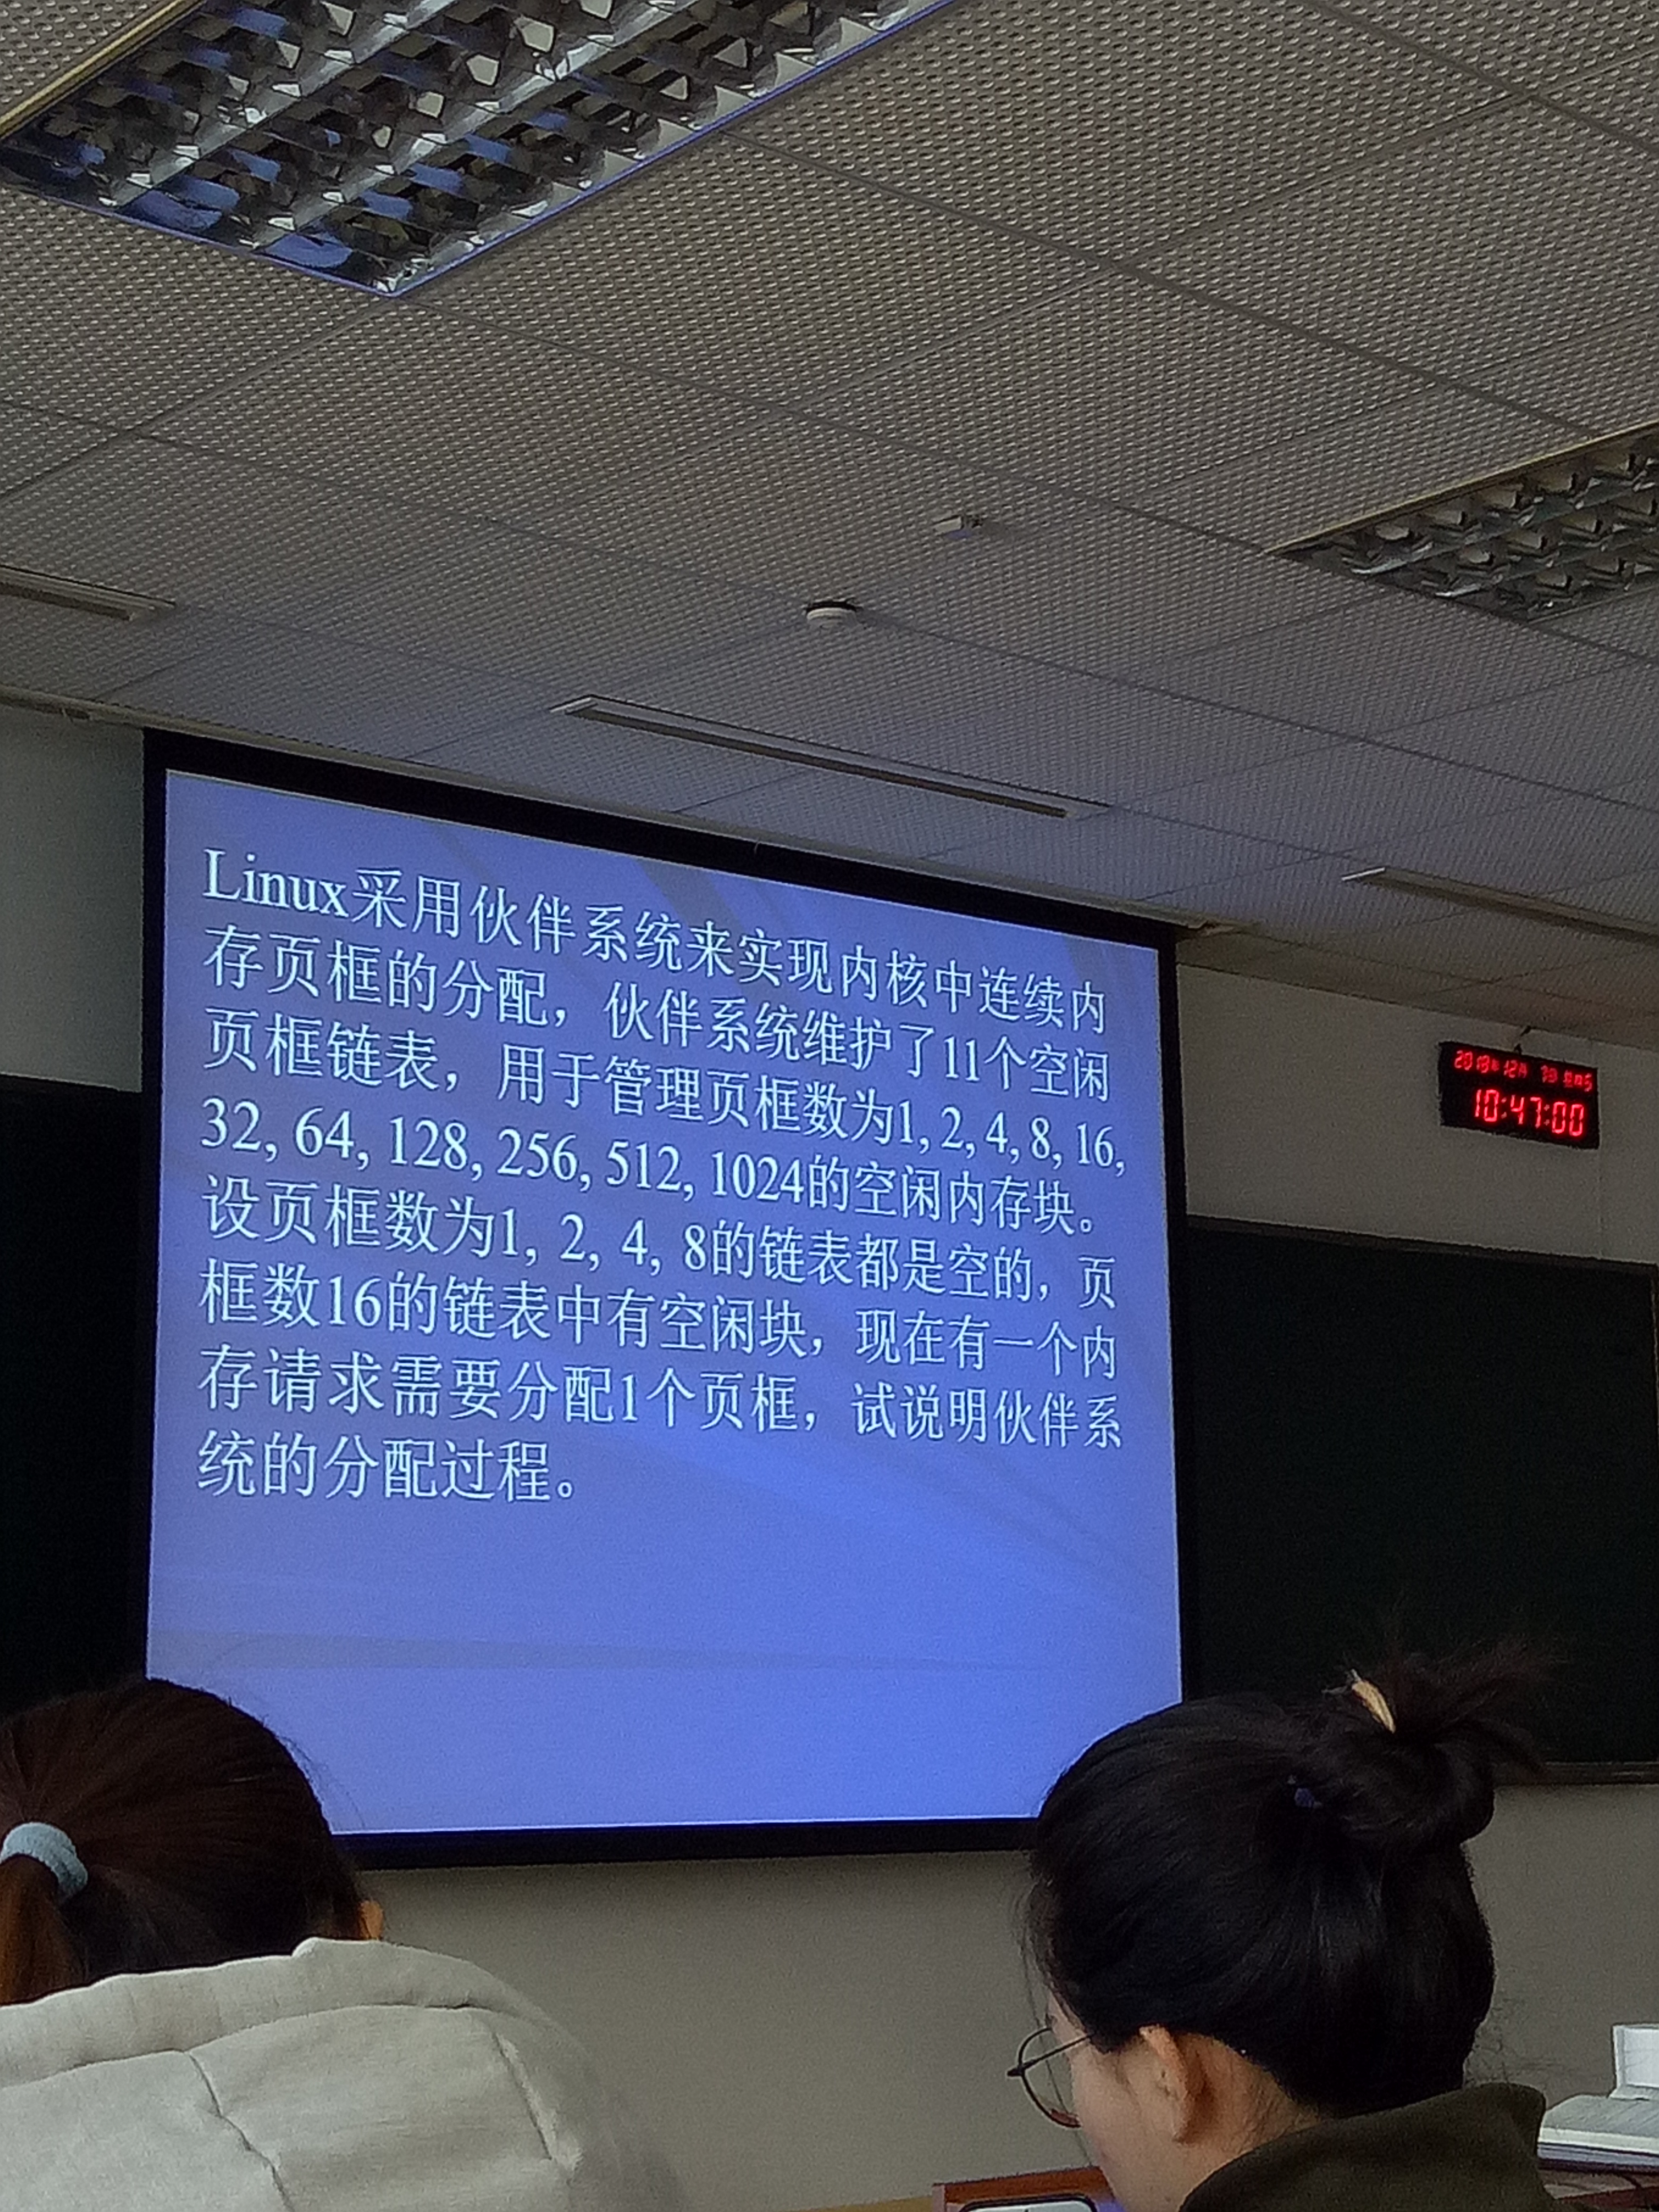 Linux采用伙伴系统来实现内核中连续内
存页框的分配，伙伴系统维护了11个空闲
页框链表，用于管理页框数为1, 2, 4, 8, 16,
32, 64, 128, 256, 512, 1024的空闲内存块。
设页框数为1, 2, 4, 8的链表都是空的，页
框数16的链表中有空闲块，现在有一个内
存请求需要分配1个页框，试说明伙伴系
统的分配过程。
2018年12月 7日
10:47:00